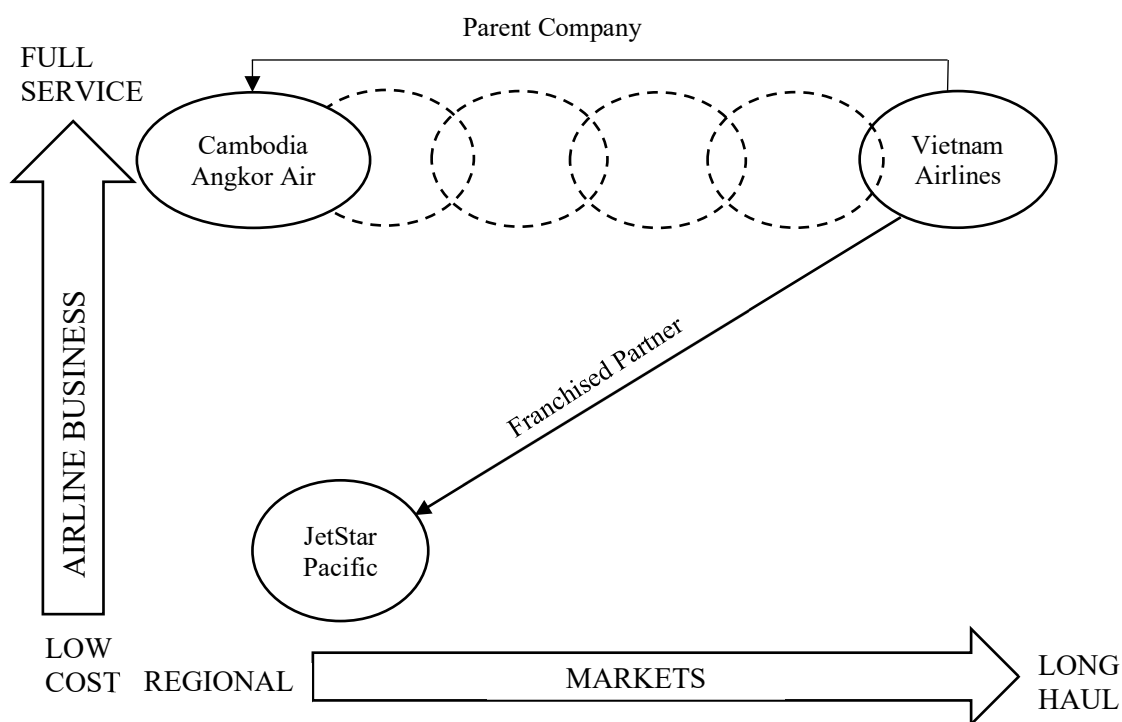 Parent Company
FULL
SERVICE
Cambodia
Angkor Air
Vietnam
Airlines
AIRLINE BUSINESS
Franchised Partner
JetStar
Pacific
LOW
COST
REGIONAL
MARKETS
LONG
HAUL